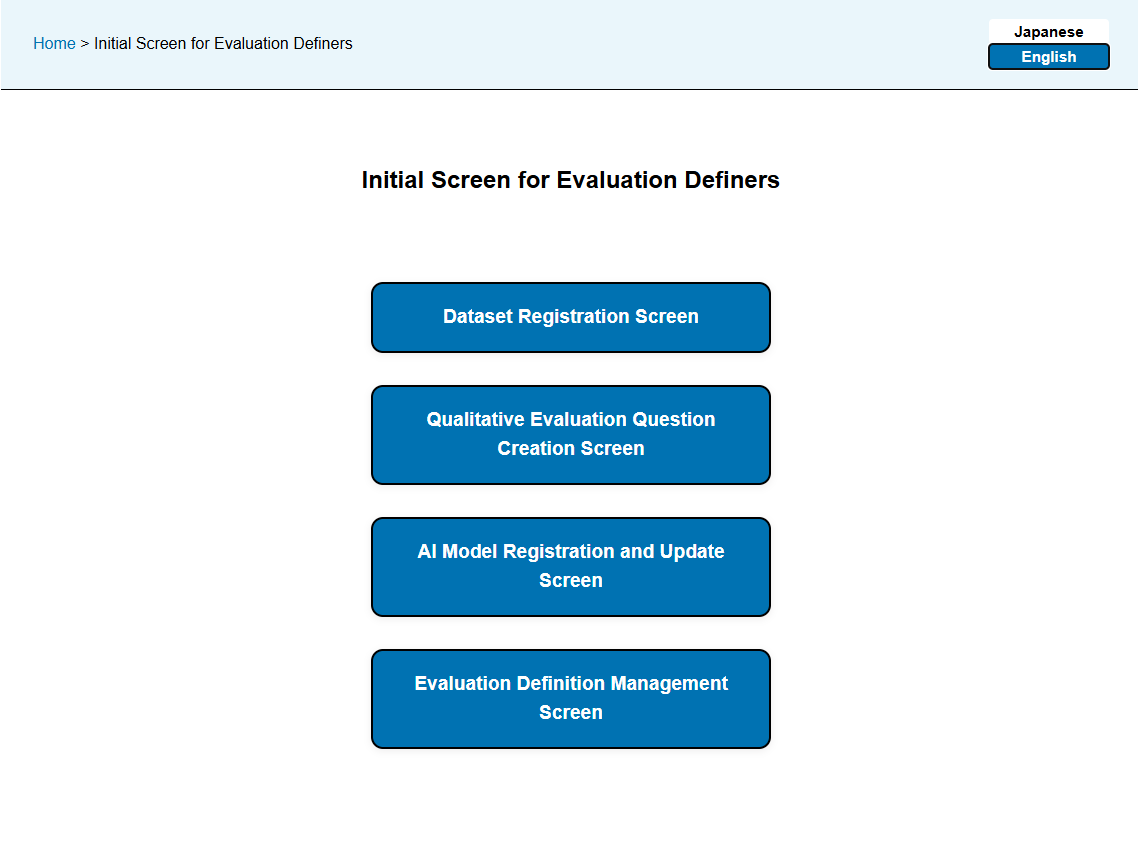 Home > Initial Screen for Evaluation Definers
Japanese
English
Initial Screen for Evaluation Definers
Dataset Registration Screen
Qualitative Evaluation Question
Creation Screen
AI Model Registration and Update
Screen
Evaluation Definition Management
Screen